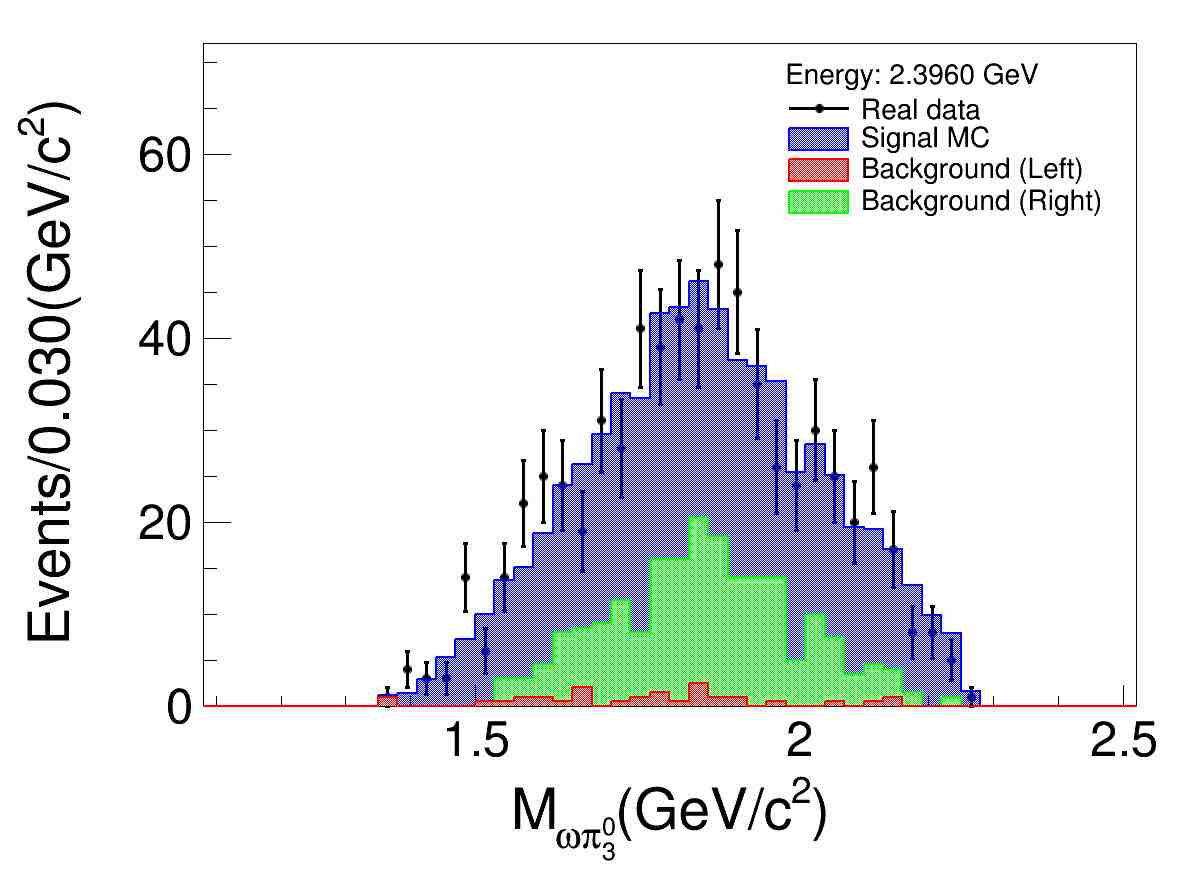 Energy: 2.3960 GeV
Real data
Signal MC
Background (Left)
Background (Right)
Events/0.030(GeV/c²)
60
40
20
0
1.5
2
2.5
M_ωπ⁰₃(GeV/c²)